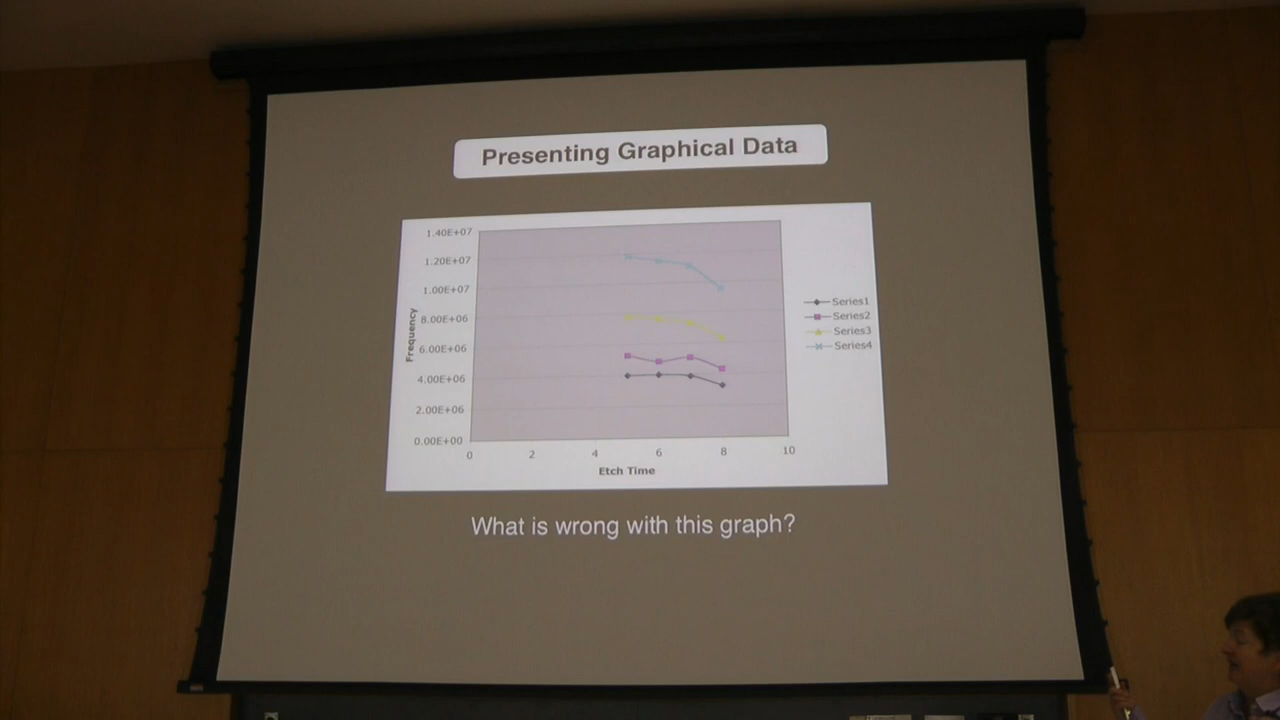 Presenting Graphical Data
1.40E+07
1.20E+07
1.00E+07
8.00E+06
6.00E+06
4.00E+06
2.00E+06
0.00E+00
Frequency
0 2 4 6 8 10
Etch Time
Series1
Series2
Series3
Series4
What is wrong with this graph?